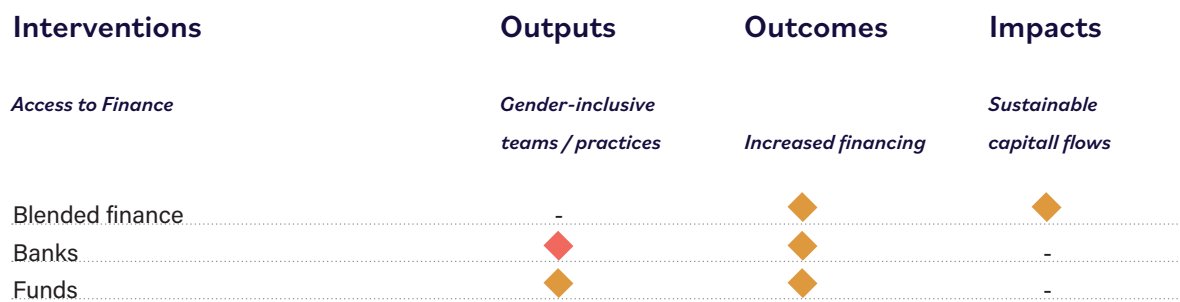 Interventions Outputs Outcomes Impacts
Access to Finance Gender-inclusive Sustainable
teams / practices Increased financing capitall flows
Blended finance -
Banks -
Funds -